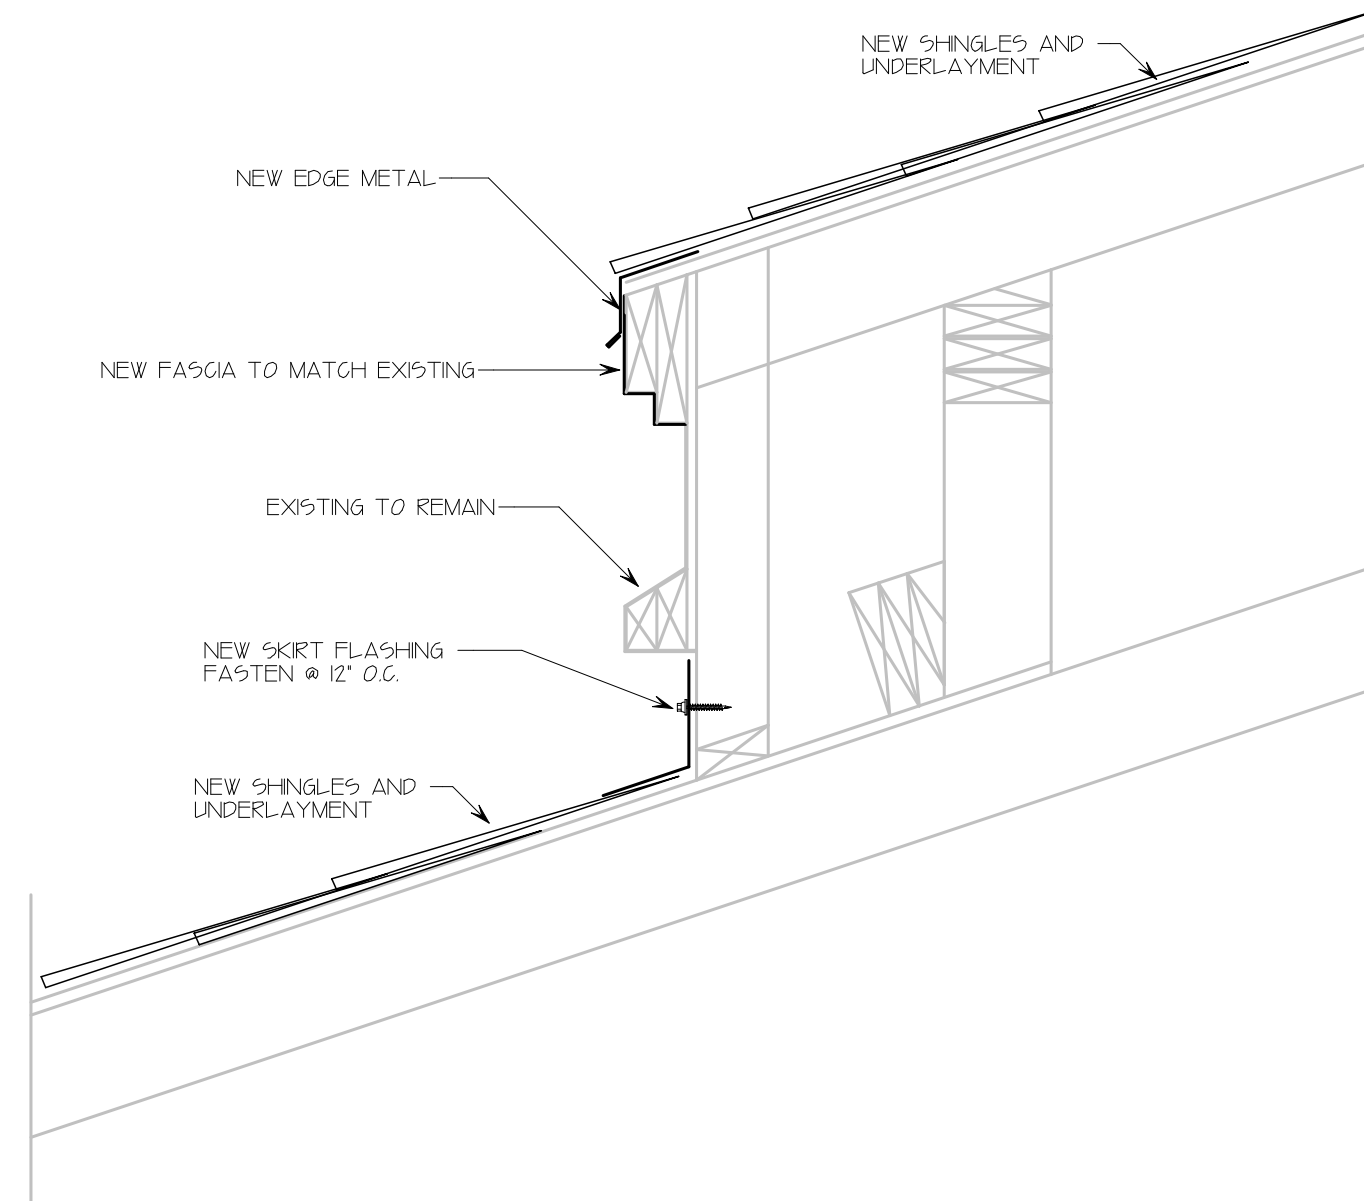 NEW SHINGLES AND
UNDERLAYMENT
NEW EDGE METAL
NEW FASCIA TO MATCH EXISTING
EXISTING TO REMAIN
NEW SKIRT FLASHING
FASTEN @ 12" O.C.
NEW SHINGLES AND
UNDERLAYMENT